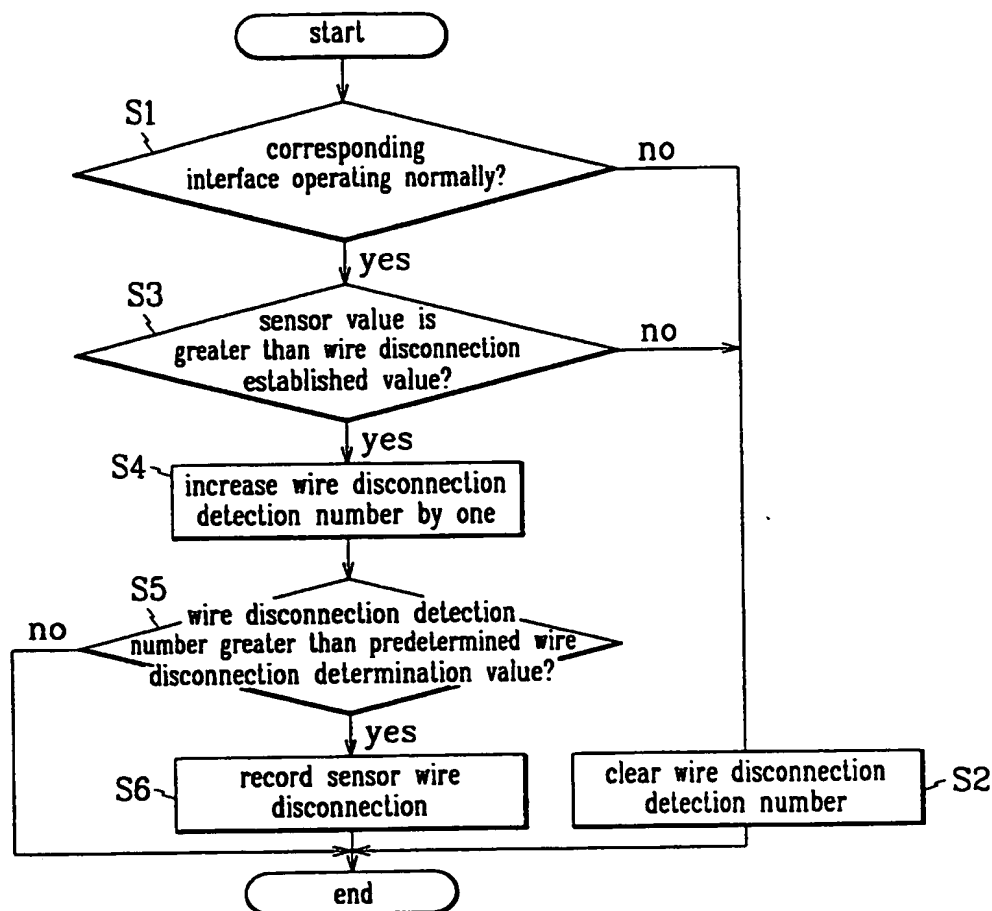 start
S1
corresponding
interface operating normally?
no
yes
S3
sensor value is
greater than wire disconnection
established value?
no
yes
S4
increase wire disconnection
detection number by one
S5
wire disconnection detection
number greater than predetermined wire
disconnection determination value?
no
yes
S6
record sensor wire
disconnection
clear wire disconnection
detection number
S2
end